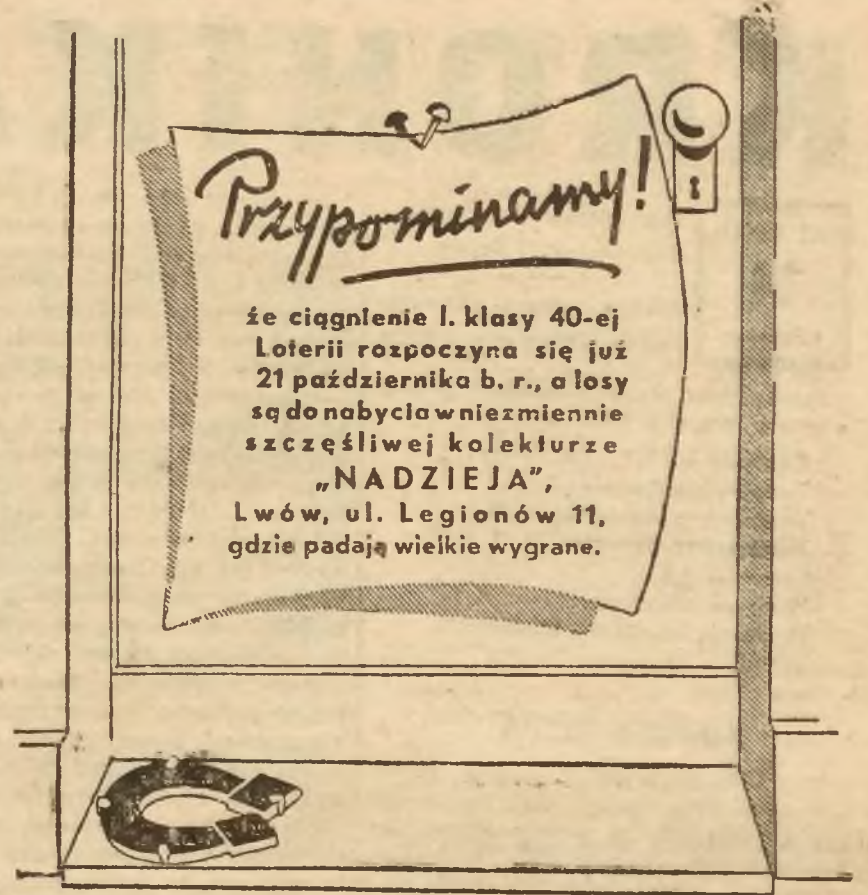 Przypominamy!
że ciągnienie I. klasy 40-ej
Loterii rozpoczyna się już
21 października b. r., a losy
są do nabycia w niezmiennie
szczęśliwej kolekturze
„NADZIEJA”,
Lwów, ul. Legionów 11,
gdzie padają wielkie wygrane.